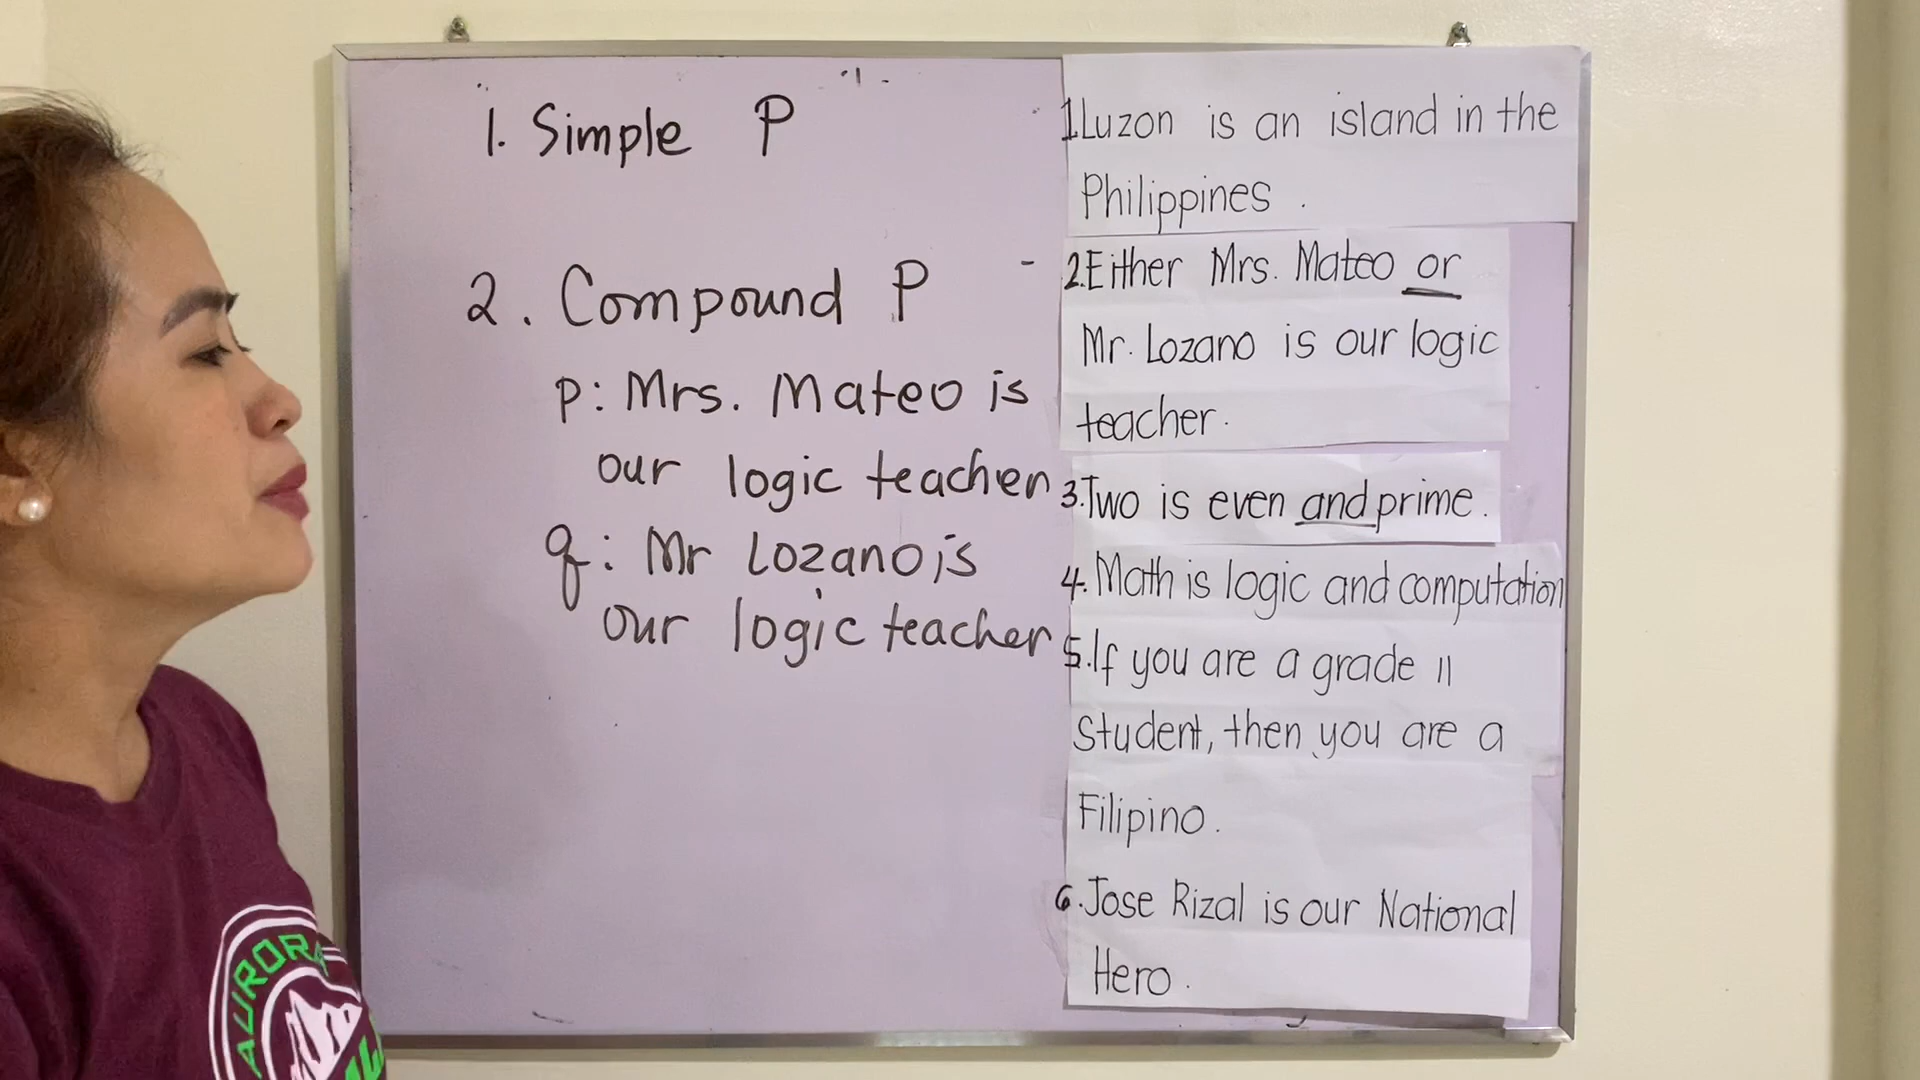 1. Simple P
2. Compound P
p: Mrs. Mateo is
our logic teacher
q: Mr Lozano is
our logic teacher
1. Luzon is an island in the
Philippines.
2. Either Mrs. Mateo or
Mr. Lozano is our logic
teacher.
3. Two is even and prime.
4. Math is logic and computation
5. If you are a grade 11
student, then you are a
Filipino.
6. Jose Rizal is our National
Hero.
AURORA